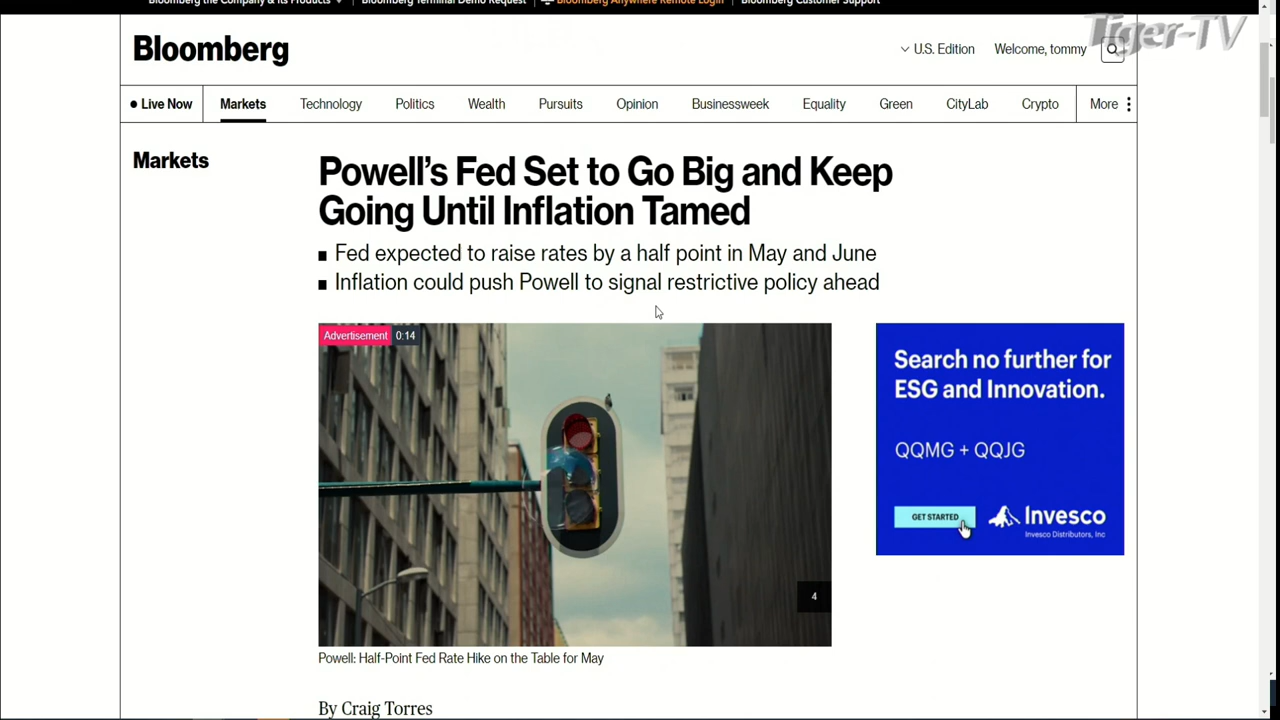 Bloomberg the Company & Its Products
Bloomberg Terminal Demo Request
Bloomberg Anywhere Remote Login
Bloomberg Customer Support
Tiger-TV
Bloomberg
U.S. Edition
Welcome, tommy
Live Now
Markets
Technology
Politics
Wealth
Pursuits
Opinion
Businessweek
Equality
Green
CityLab
Crypto
More
Markets
Powell's Fed Set to Go Big and Keep
Going Until Inflation Tamed
Fed expected to raise rates by a half point in May and June
Inflation could push Powell to signal restrictive policy ahead
Advertisement 0:14
4
Search no further for
ESG and Innovation.
QQMG + QQJG
GET STARTED
Invesco
Invesco Distributors, Inc
Powell: Half-Point Fed Rate Hike on the Table for May
By Craig Torres